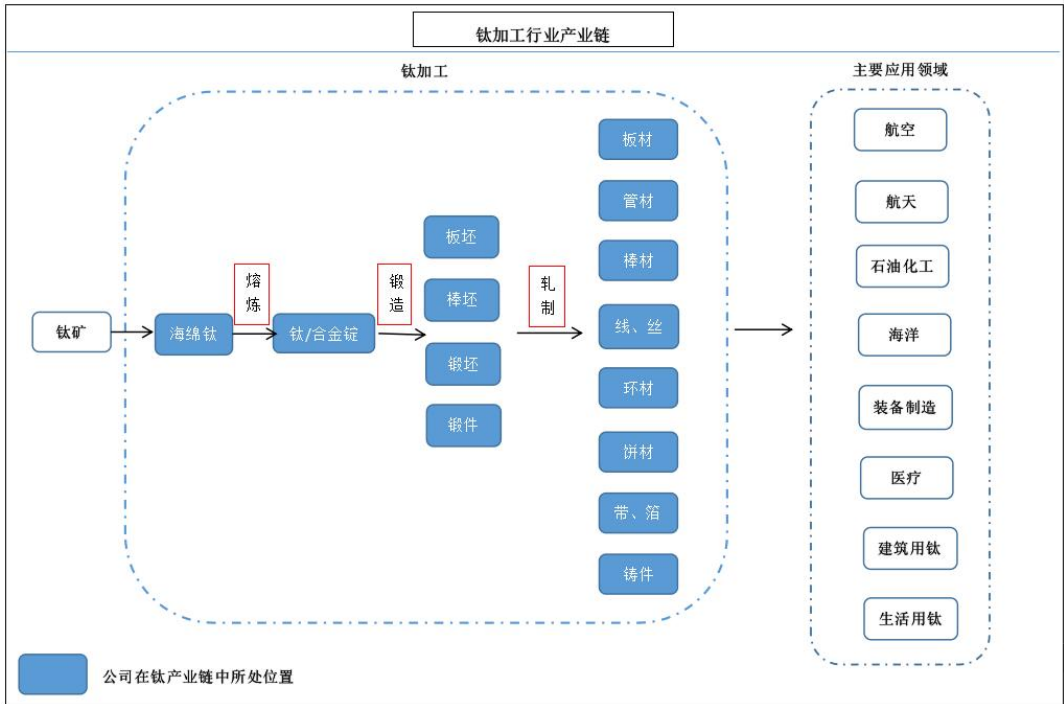 钛加工行业产业链
钛加工
主要应用领域
钛矿
海绵钛
熔
炼
钛/合金锭
锻
造
板坯
棒坯
锻坯
锻件
轧
制
板材
管材
棒材
线、丝
环材
饼材
带、箔
铸件
航空
航天
石油化工
海洋
装备制造
医疗
建筑用钛
生活用钛
公司在钛产业链中所处位置